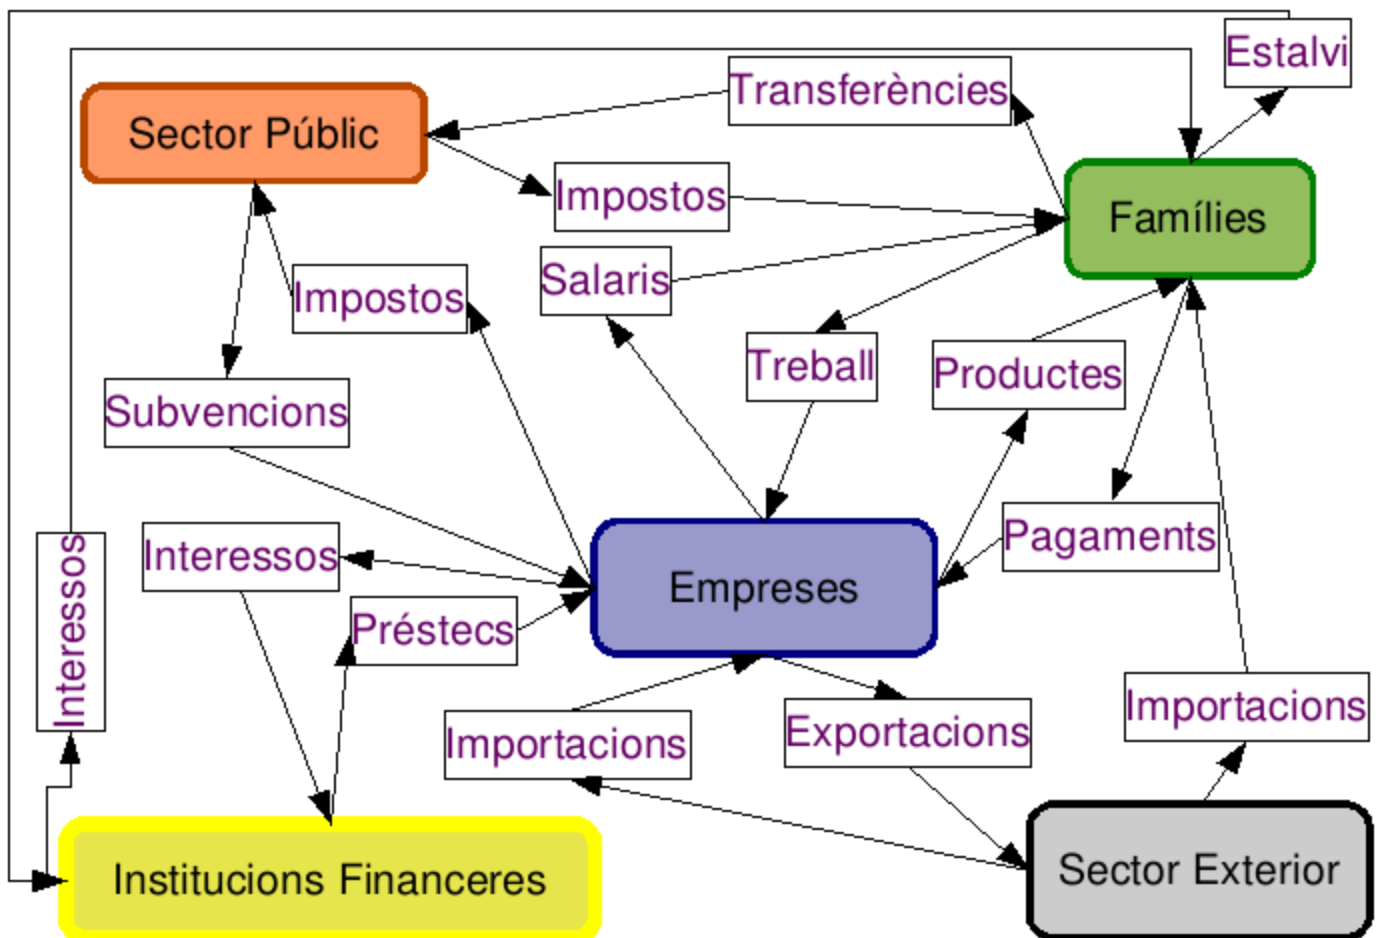 Estalvi
Transferències
Sector Públic
Impostos
Famílies
Salaris
Impostos
Treball
Productes
Subvencions
Pagaments
Interessos
Empreses
Interessos
Préstecs
Importacions
Exportacions
Importacions
Institucions Financeres
Sector Exterior